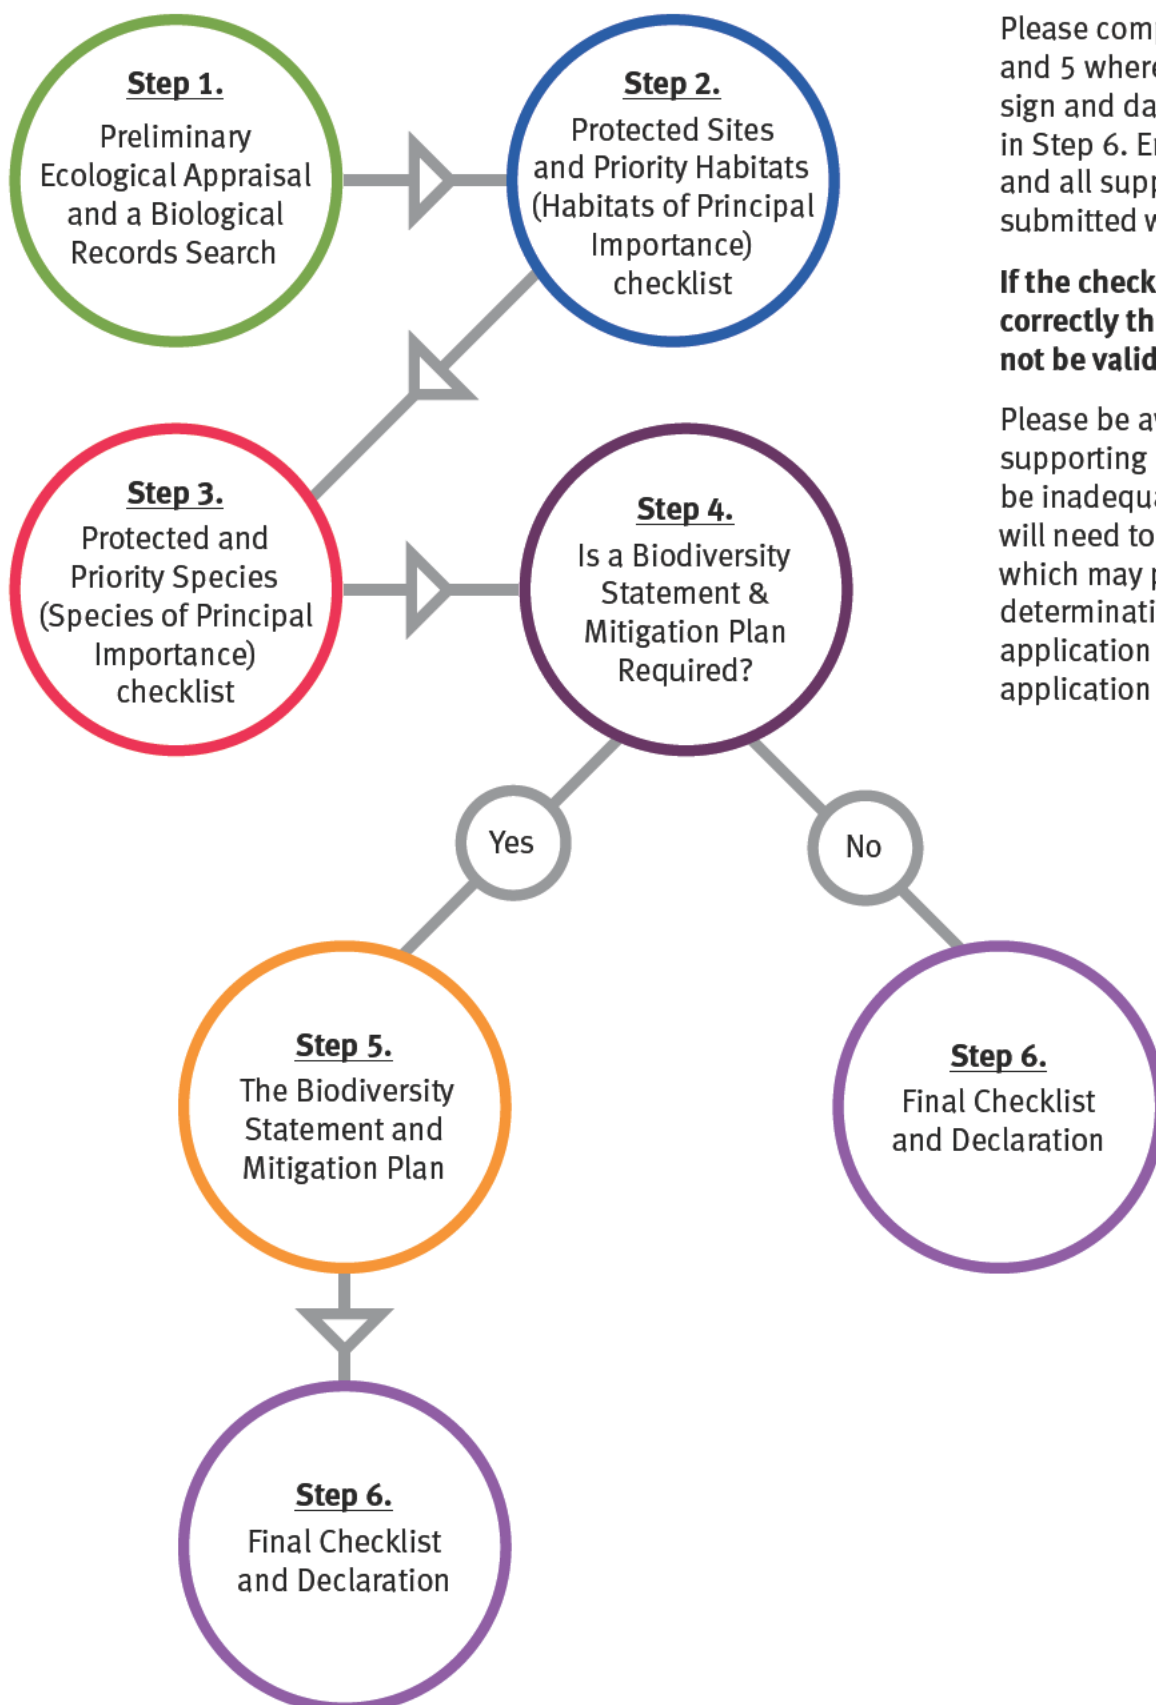 Step 1.
Preliminary
Ecological Appraisal
and a Biological
Records Search
Step 2.
Protected Sites
and Priority Habitats
(Habitats of Principal
Importance)
checklist
Step 3.
Protected and
Priority Species
(Species of Principal
Importance)
checklist
Step 4.
Is a Biodiversity
Statement &
Mitigation Plan
Required?
Yes
No
Step 5.
The Biodiversity
Statement and
Mitigation Plan
Step 6.
Final Checklist
and Declaration
Step 6.
Final Checklist
and Declaration
Please
and 5 where
sign and
in Step 6.
and all
submitted
If the
correctly
not be
Please be
supporting
be
will need to
which may
application
application